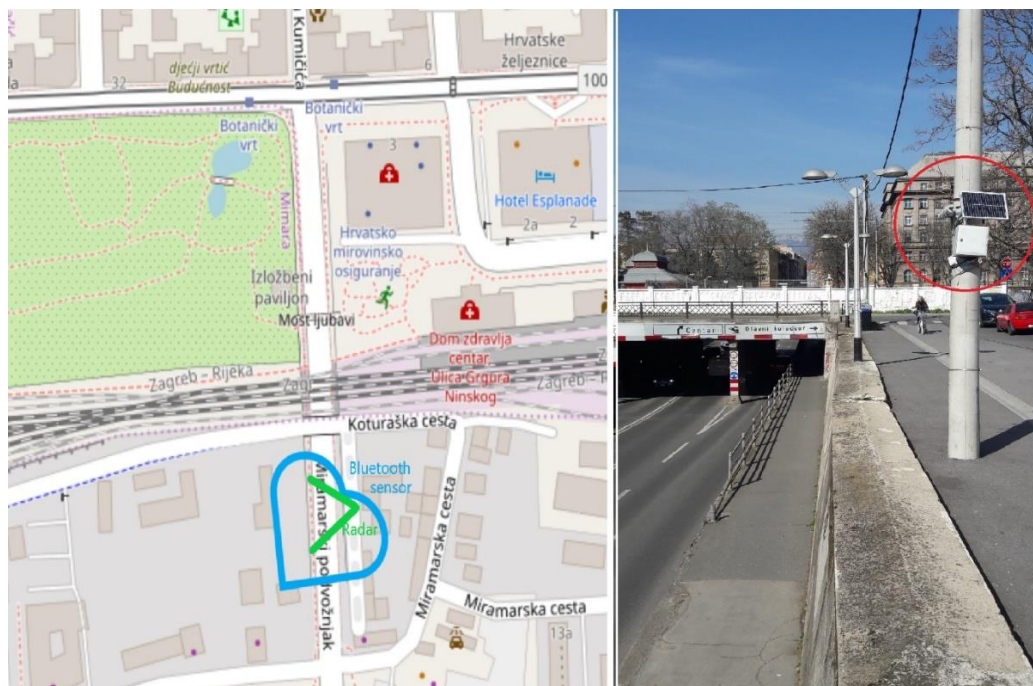 Kumičića
Hrvatske
željeznice
dječji vrtić
Budućnost
32
6
100
Botanički
vrt
Botanički
vrt
3
Mimara
Hotel Esplanade
2a
2
Hrvatsko
mirovinsko
osiguranje
Izložbeni
paviljon
Most ljubavi
Dom zdravlja
centar,
Ulica Grgura
Ninskog
Zagreb – Rijeka
Zagreb – R
Koturaška cesta
Bluetooth
sensor
Radar
Miramarski podvožnjak
Miramarska cesta
Miramarska cesta
13a
Centar
Glavni kolodvor